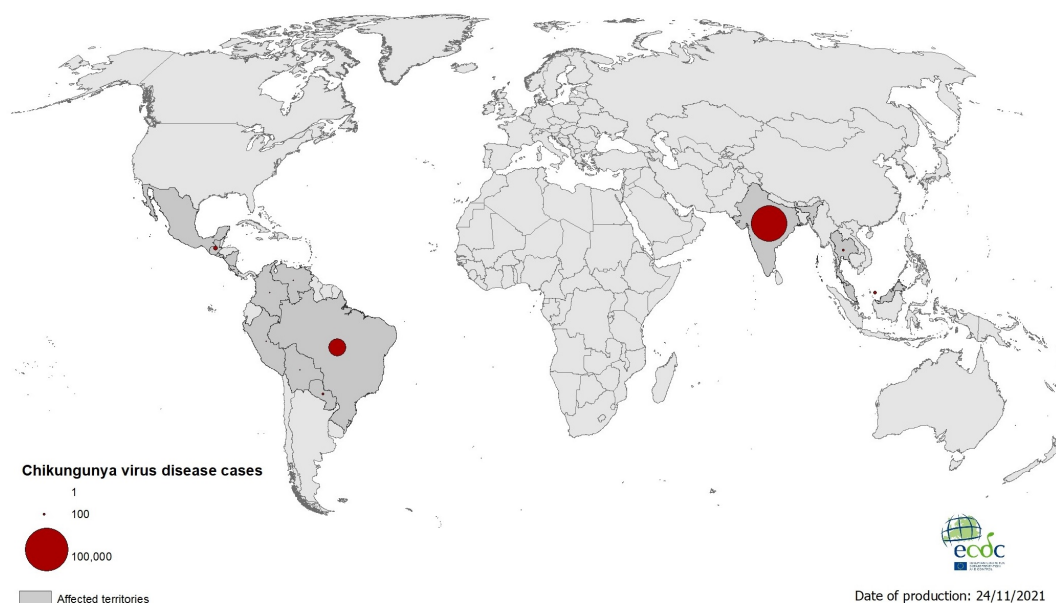 Chikungunya virus disease cases
1
100
100,000
Affected territories
ecdc
Date of production: 24/11/2021